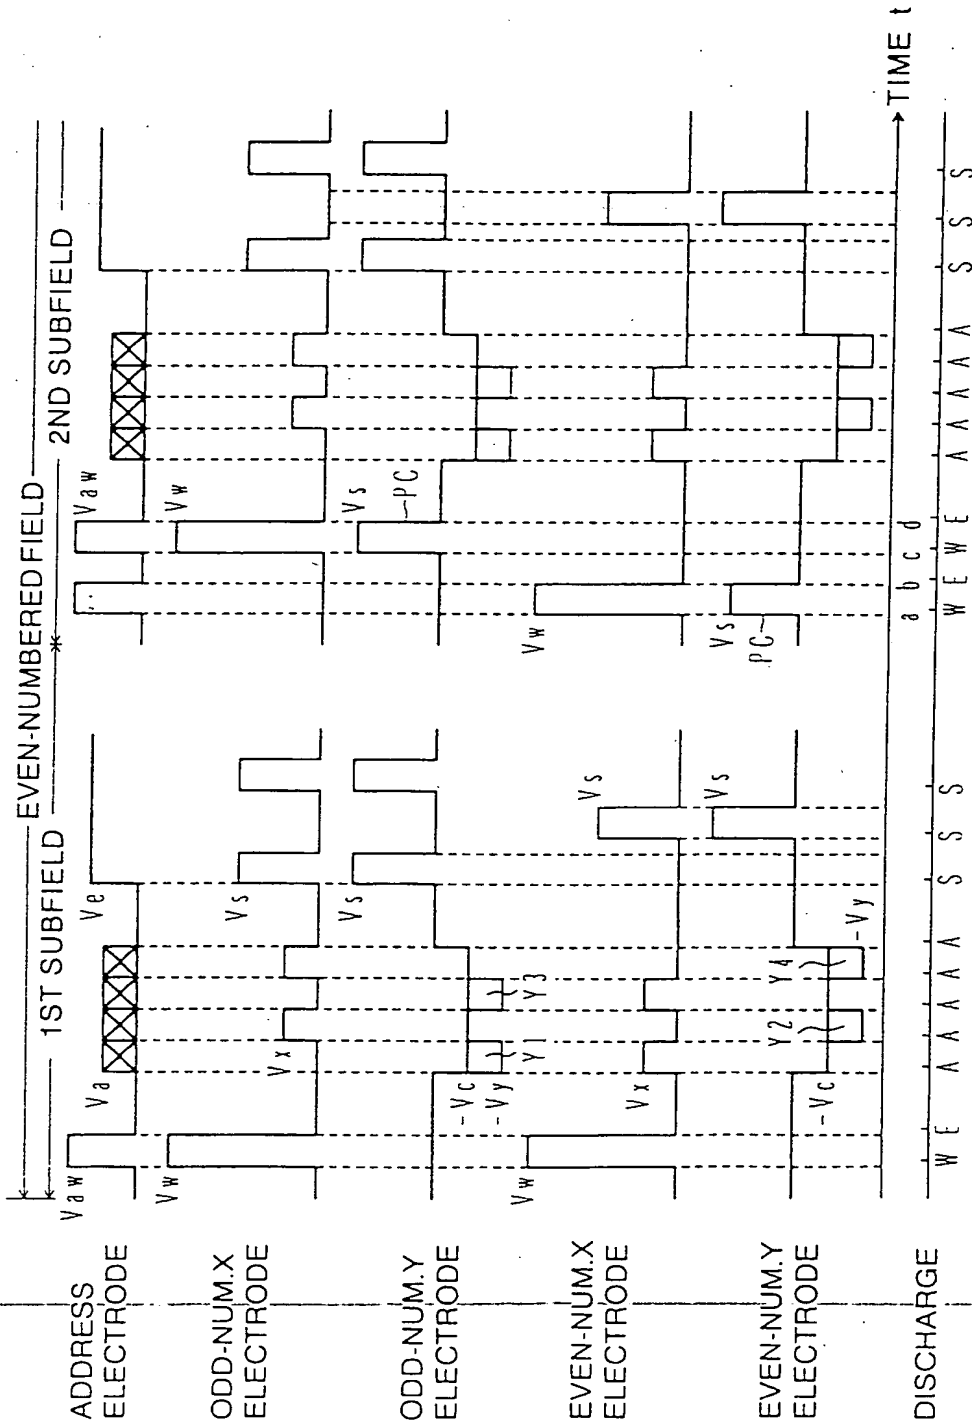 EVEN-NUMBERED FIELD
1ST SUBFIELD
2ND SUBFIELD
ADDRESS
ELECTRODE
Vaw
Va
Ve
Vaw
ODD-NUM.X
ELECTRODE
Vw
Vx
Vs
Vw
ODD-NUM.Y
ELECTRODE
-Vc
-Vy
Y1
Y3
Vs
Vs
PC
EVEN-NUM.X
ELECTRODE
Vw
Vx
Vs
Vw
EVEN-NUM.Y
ELECTRODE
-Vc
Y2
Y4
-Vy
Vs
Vs
PC
a b c d
TIME t
DISCHARGE
W E A A A A A S S S W E W E A A A A A S S S